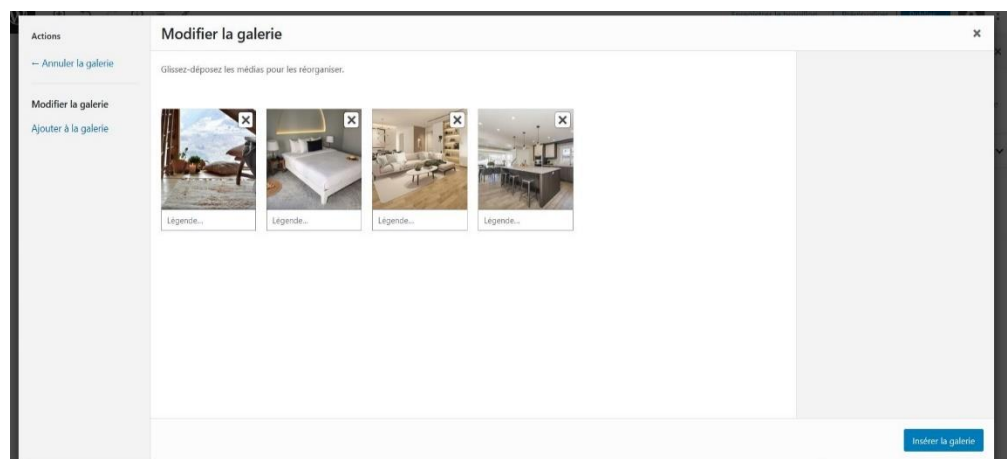 Actions
← Annuler la galerie
Modifier la galerie
Ajouter à la galerie
Modifier la galerie
Glissez-déposez les médias pour les réorganiser.
Légende... Légende... Légende... Légende...
Insérer la galerie